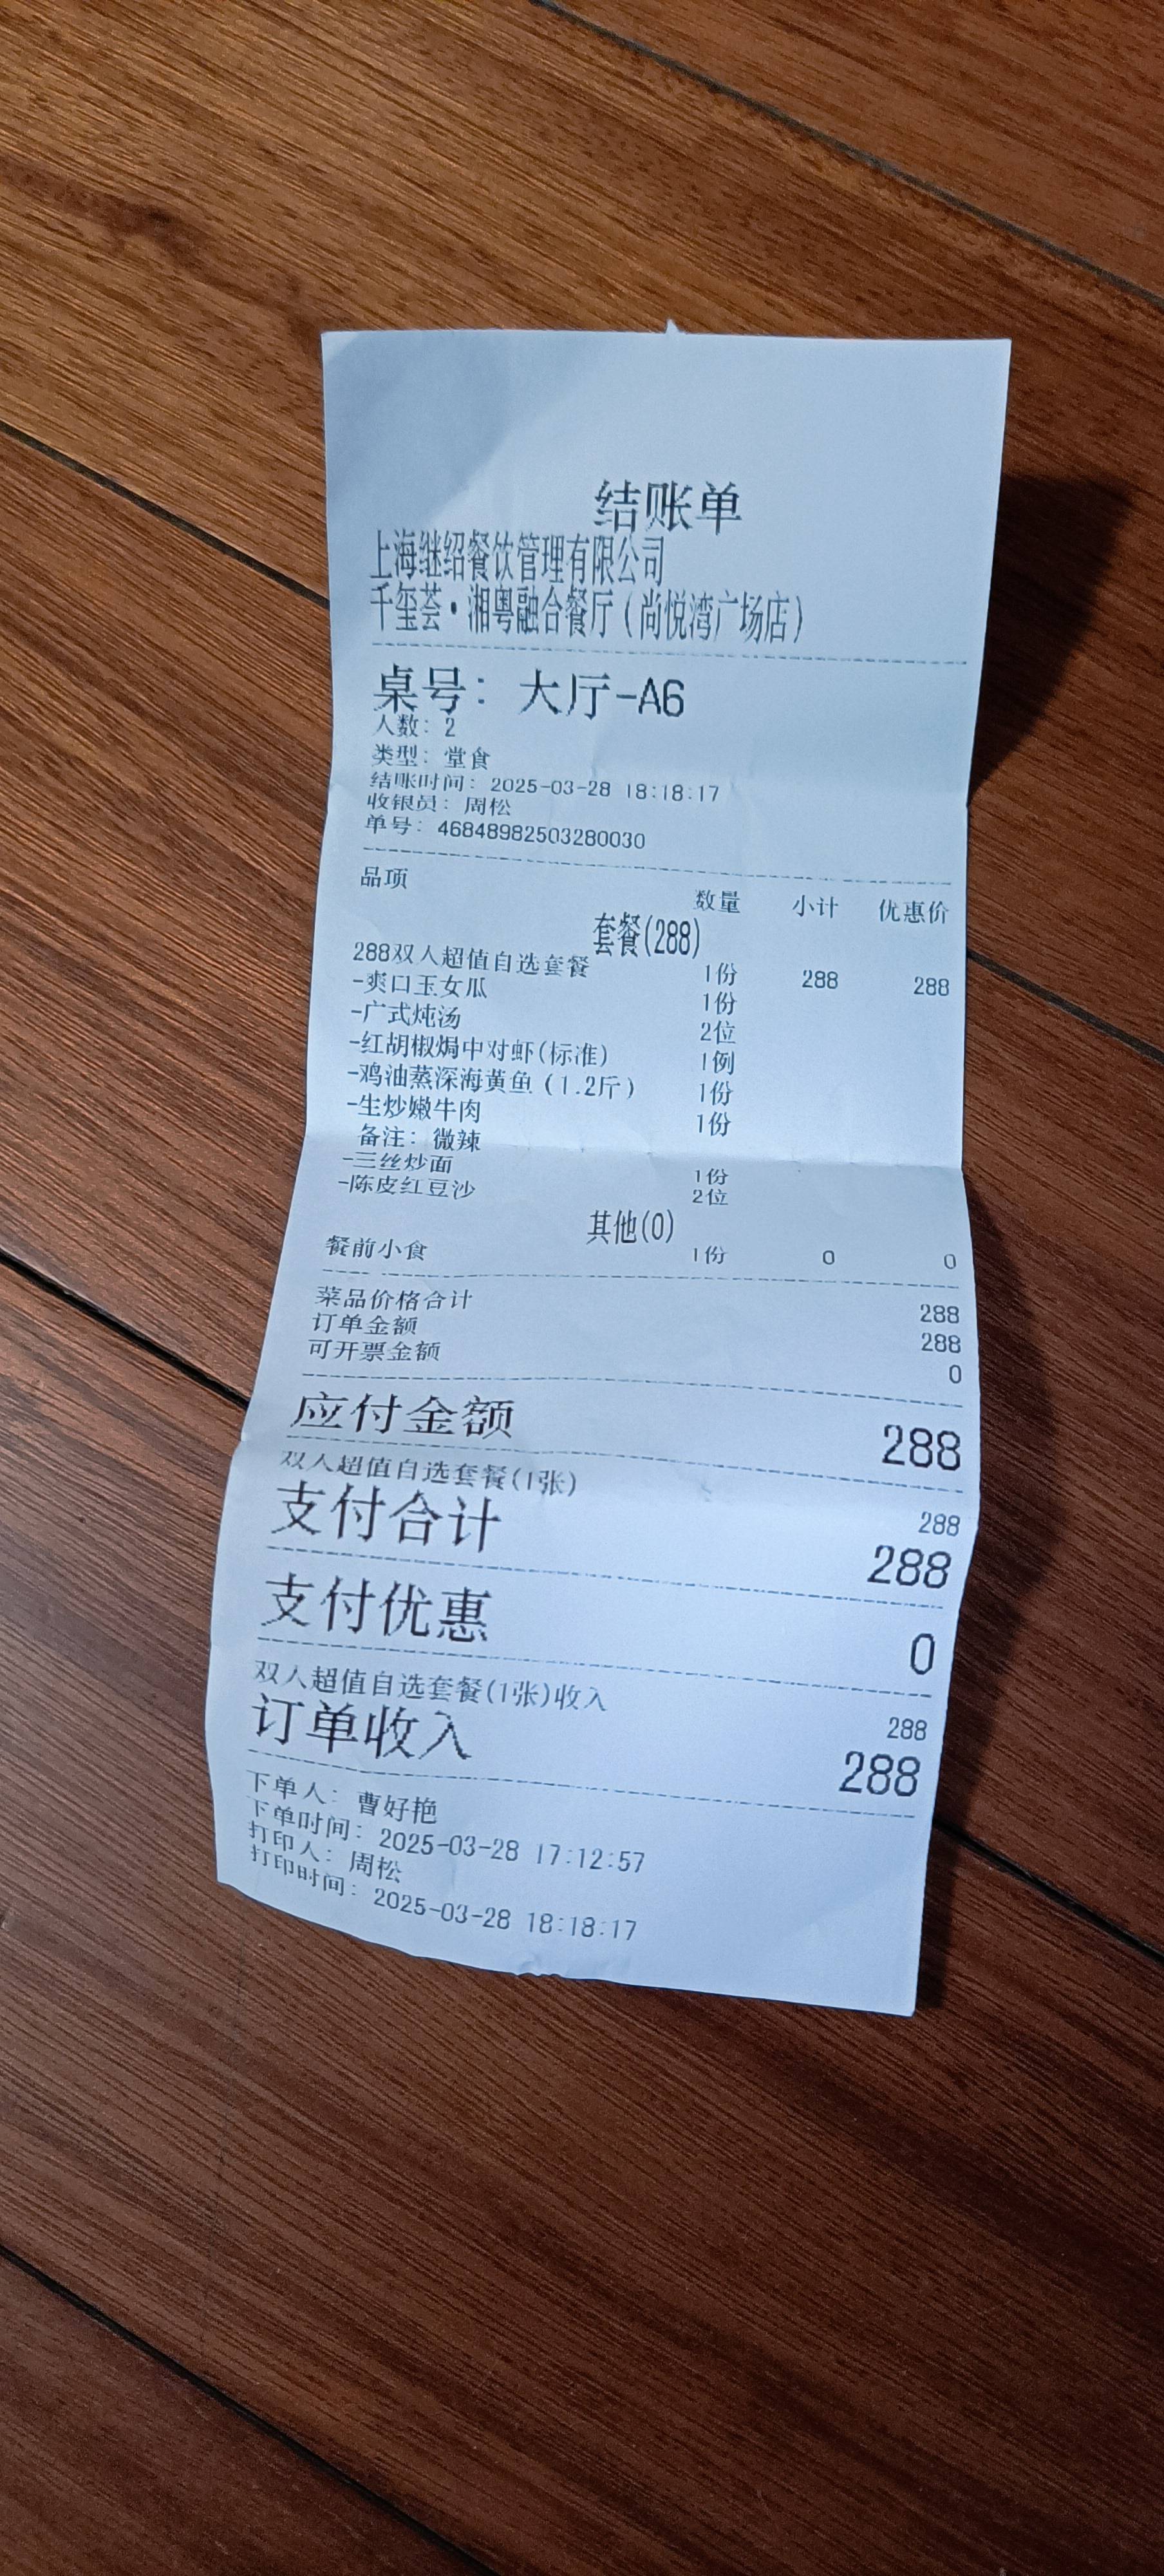 结账单
上海继绍餐饮管理有限公司
千玺荟·湘粤融合餐厅(尚悦湾广场店)
桌号: 大厅-A6
人数: 2
类型: 堂食
结账时间: 2025-03-28 18:18:17
收银员: 周松
单号: 46848982503280030
品项 数量 小计 优惠价
套餐(288)
288双人超值自选套餐 1份 288 288
-爽口玉女瓜 1份
-广式炖汤 2位
-红胡椒焗中对虾(标准) 1例
-鸡油蒸深海黄鱼(1.2斤) 1份
-生炒嫩牛肉 1份
备注: 微辣
-三丝炒面 1份
-陈皮红豆沙 2位
其他(0)
餐前小食 1份 0 0
菜品价格合计 288
订单金额 288
可开票金额 0
应付金额 288
双人超值自选套餐(1张) 288
支付合计 288
支付优惠 0
双人超值自选套餐(1张)收入 288
订单收入 288
下单人: 曹好艳
下单时间: 2025-03-28 17:12:57
打印人: 周松
打印时间: 2025-03-28 18:18:17